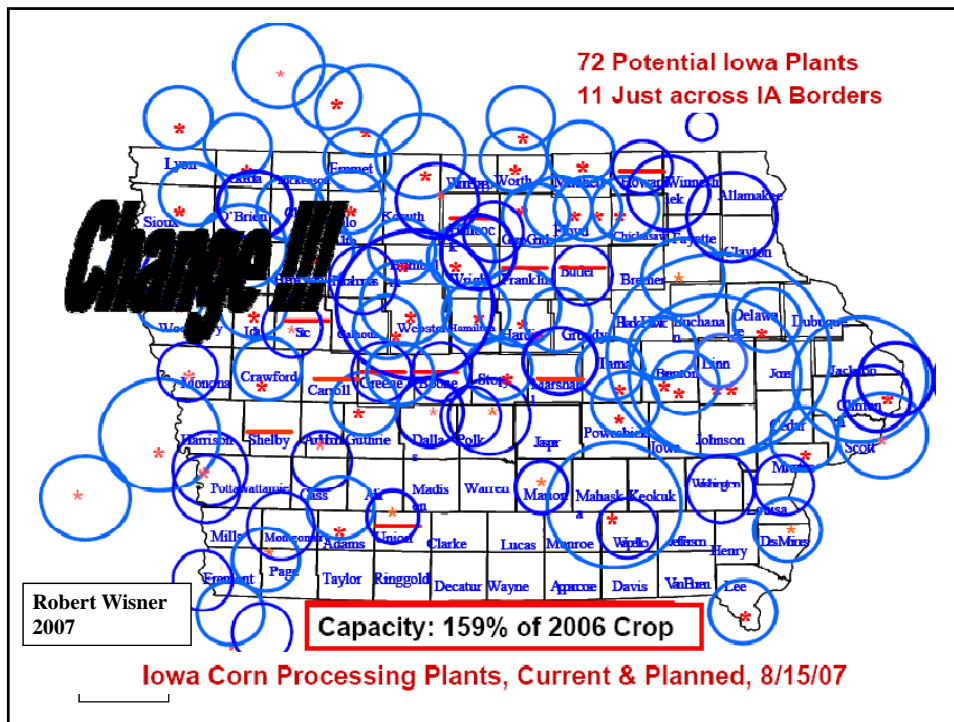 72 Potential Iowa Plants
11 Just across IA Borders
Change !!!
Lyon
Emmet
Worth
Howard
Allamakee
Sioux
O'Brien
Kossuth
Floyd
Chickasaw
Fayette
Clayton
Wright
Franklin
Butler
Bremer
Ida
Sac
Calhoun
Webster
Hamilton
Hardin
Grundy
Black Hawk
Buchanan
Delaware
Dubuque
Monona
Crawford
Carroll
Greene
Boone
Story
Marshall
Tama
Benton
Linn
Jones
Jackson
Clinton
Harrison
Shelby
Guthrie
Dallas
Polk
Jasper
Poweshiek
Iowa
Johnson
Cedar
Scott
Pottawattamie
Cass
Madison
Warren
Marion
Mahaska
Keokuk
Washington
Mills
Montgomery
Adams
Union
Clarke
Lucas
Monroe
Wapello
Jefferson
Henry
Des Moines
Fremont
Page
Taylor
Ringgold
Decatur
Wayne
Appanoose
Davis
Van Buren
Lee
Robert Wisner
2007
Capacity: 159% of 2006 Crop
Iowa Corn Processing Plants, Current & Planned, 8/15/07